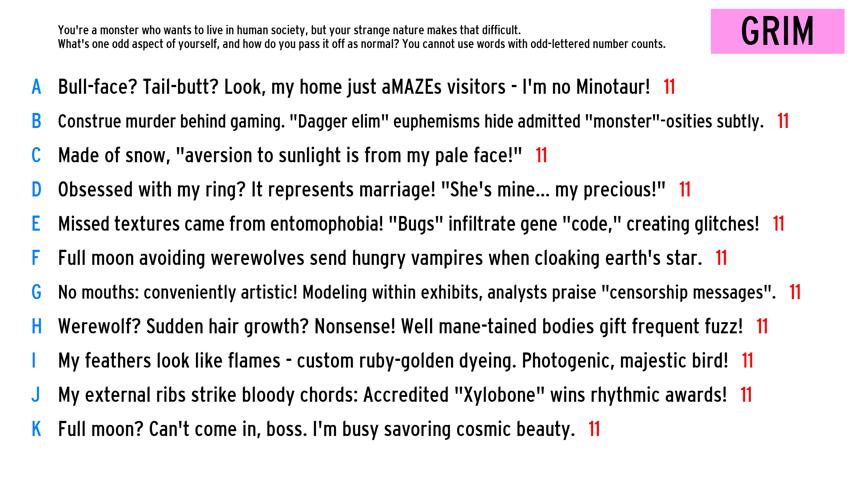 You're a monster who wants to live in human society, but your strange nature makes that difficult.
What's one odd aspect of yourself, and how do you pass it off as normal? You cannot use words with odd-lettered number counts.
GRIM
A Bull-face? Tail-butt? Look, my home just aMAZEs visitors - I'm no Minotaur! 11
B Construe murder behind gaming. "Dagger elim" euphemisms hide admitted "monster"-osities subtly. 11
C Made of snow, "aversion to sunlight is from my pale face!" 11
D Obsessed with my ring? It represents marriage! "She's mine... my precious!" 11
E Missed textures came from entomophobia! "Bugs" infiltrate gene "code," creating glitches! 11
F Full moon avoiding werewolves send hungry vampires when cloaking earth's star. 11
G No mouths: conveniently artistic! Modeling within exhibits, analysts praise "censorship messages". 11
H Werewolf? Sudden hair growth? Nonsense! Well mane-tained bodies gift frequent fuzz! 11
I My feathers look like flames - custom ruby-golden dyeing. Photogenic, majestic bird! 11
J My external ribs strike bloody chords: Accredited "Xylobone" wins rhythmic awards! 11
K Full moon? Can't come in, boss. I'm busy savoring cosmic beauty. 11